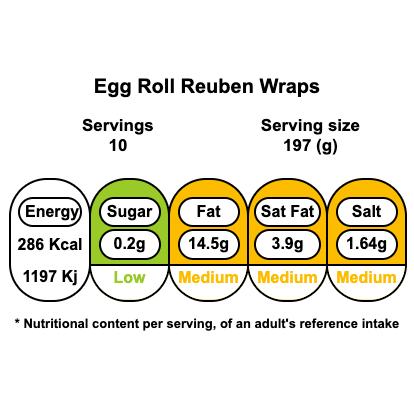 Egg Roll Reuben Wraps
Servings Serving size
10 197 (g)
Energy Sugar Fat Sat Fat Salt
286 Kcal 0.2g 14.5g 3.9g 1.64g
1197 Kj Low Medium Medium Medium
* Nutritional content per serving, of an adult's reference intake